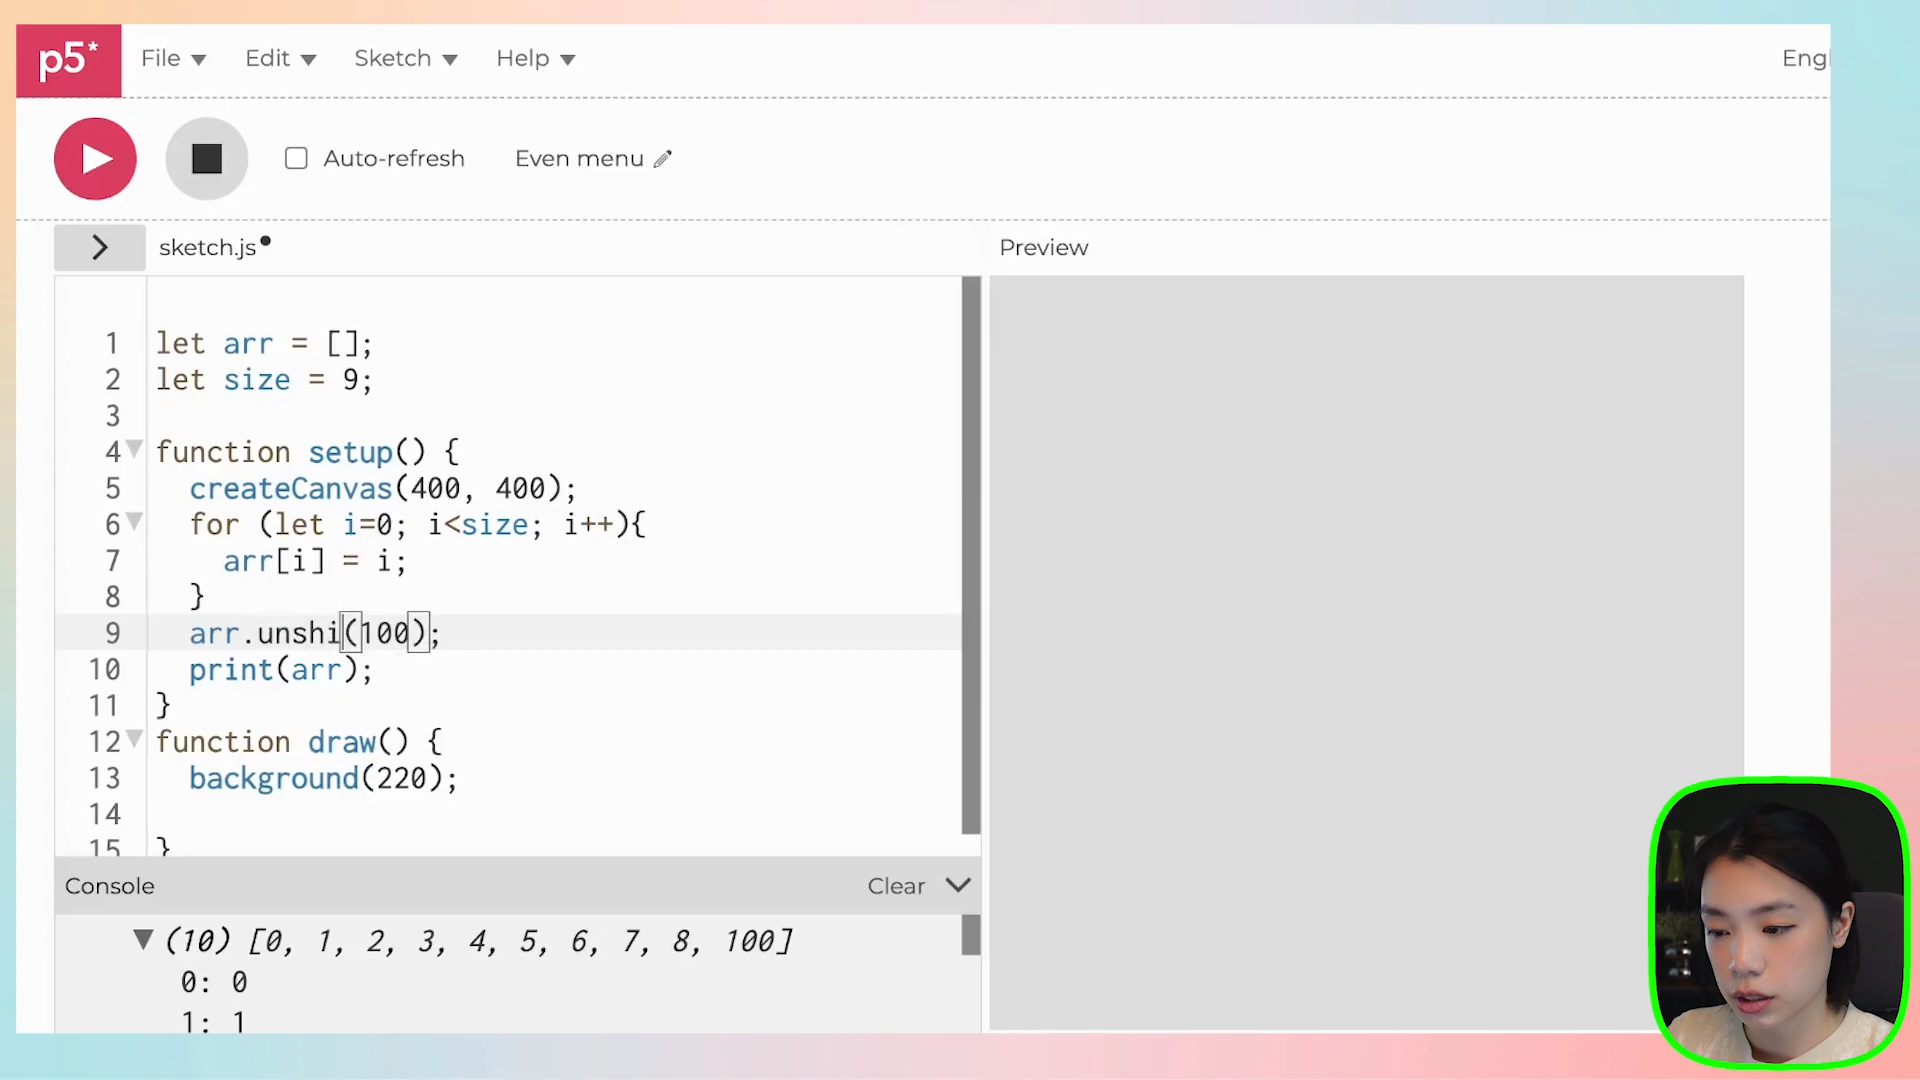 p5* File Edit Sketch Help Engl
Auto-refresh Even menu
sketch.js Preview
1 let arr = [];
2 let size = 9;
3
4 function setup() {
5 createCanvas(400, 400);
6 for (let i=0; i<size; i++){
7 arr[i] = i;
8 }
9 arr.unshi(100);
10 print(arr);
11 }
12 function draw() {
13 background(220);
14
15 }
Console Clear
(10) [0, 1, 2, 3, 4, 5, 6, 7, 8, 100]
0: 0
1: 1